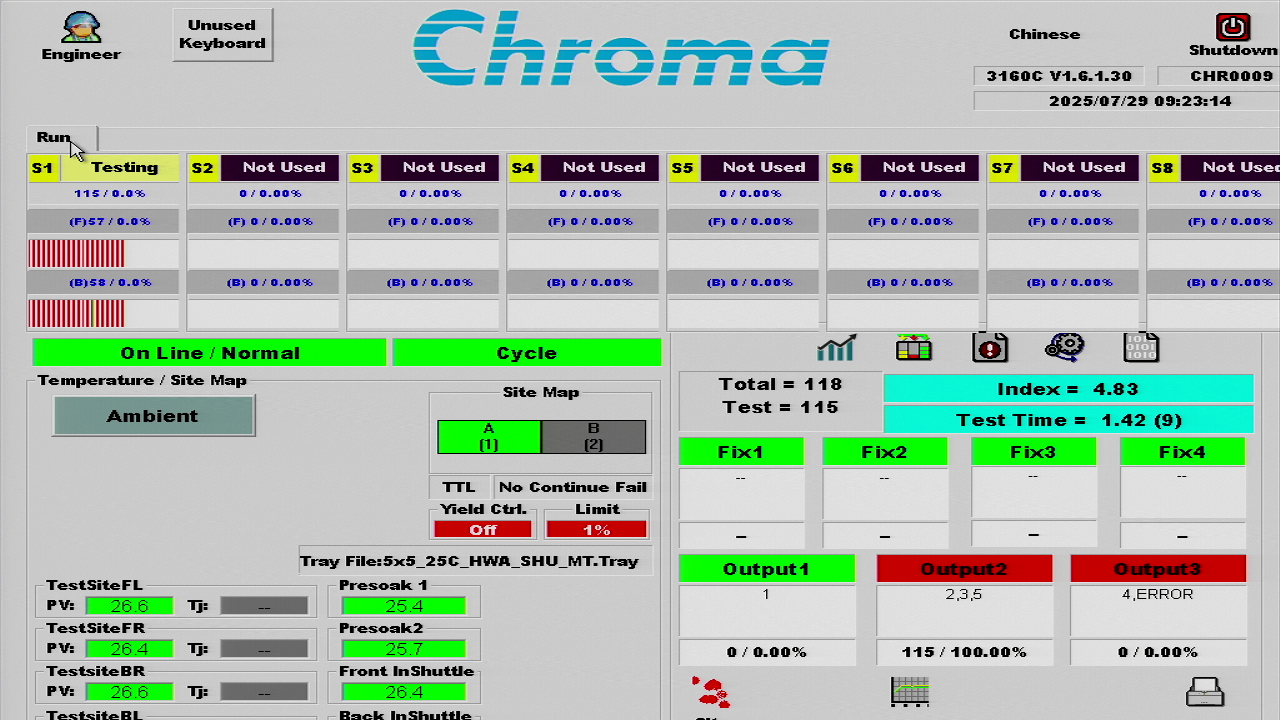 Engineer
Unused
Keyboard
Chroma
Chinese
Shutdown
3160C V1.6.1.30
CHR0009
2025/07/29 09:23:14
Run
S1 Testing
S2 Not Used
S3 Not Used
S4 Not Used
S5 Not Used
S6 Not Used
S7 Not Used
S8 Not Used
115 / 0.0%
0 / 0.00%
0 / 0.00%
0 / 0.00%
0 / 0.00%
0 / 0.00%
0 / 0.00%
0 / 0.00%
(F)57 / 0.0%
(F) 0 / 0.00%
(F) 0 / 0.00%
(F) 0 / 0.00%
(F) 0 / 0.00%
(F) 0 / 0.00%
(F) 0 / 0.00%
(F) 0 / 0.00%
(B)58 / 0.0%
(B) 0 / 0.00%
(B) 0 / 0.00%
(B) 0 / 0.00%
(B) 0 / 0.00%
(B) 0 / 0.00%
(B) 0 / 0.00%
(B) 0 / 0.00%
On Line / Normal
Cycle
Temperature / Site Map
Ambient
Site Map
A
(1)
B
(2)
TTL
No Continue Fail
Yield Ctrl.
Off
Limit
1%
Tray File:5x5_25C_HWA_SHU_MT.Tray
TestSiteFL
PV: 26.6 Tj: --
TestSiteFR
PV: 26.4 Tj: --
TestsiteBR
PV: 26.6 Tj: --
TestsiteBL
Presoak 1
25.4
Presoak2
25.7
Front InShuttle
26.4
Back InShuttle
Total = 118
Test = 115
Index = 4.83
Test Time = 1.42 (9)
Fix1
--
--
Fix2
--
--
Fix3
--
--
Fix4
--
--
Output1
1
0 / 0.00%
Output2
2,3,5
115 / 100.00%
Output3
4,ERROR
0 / 0.00%